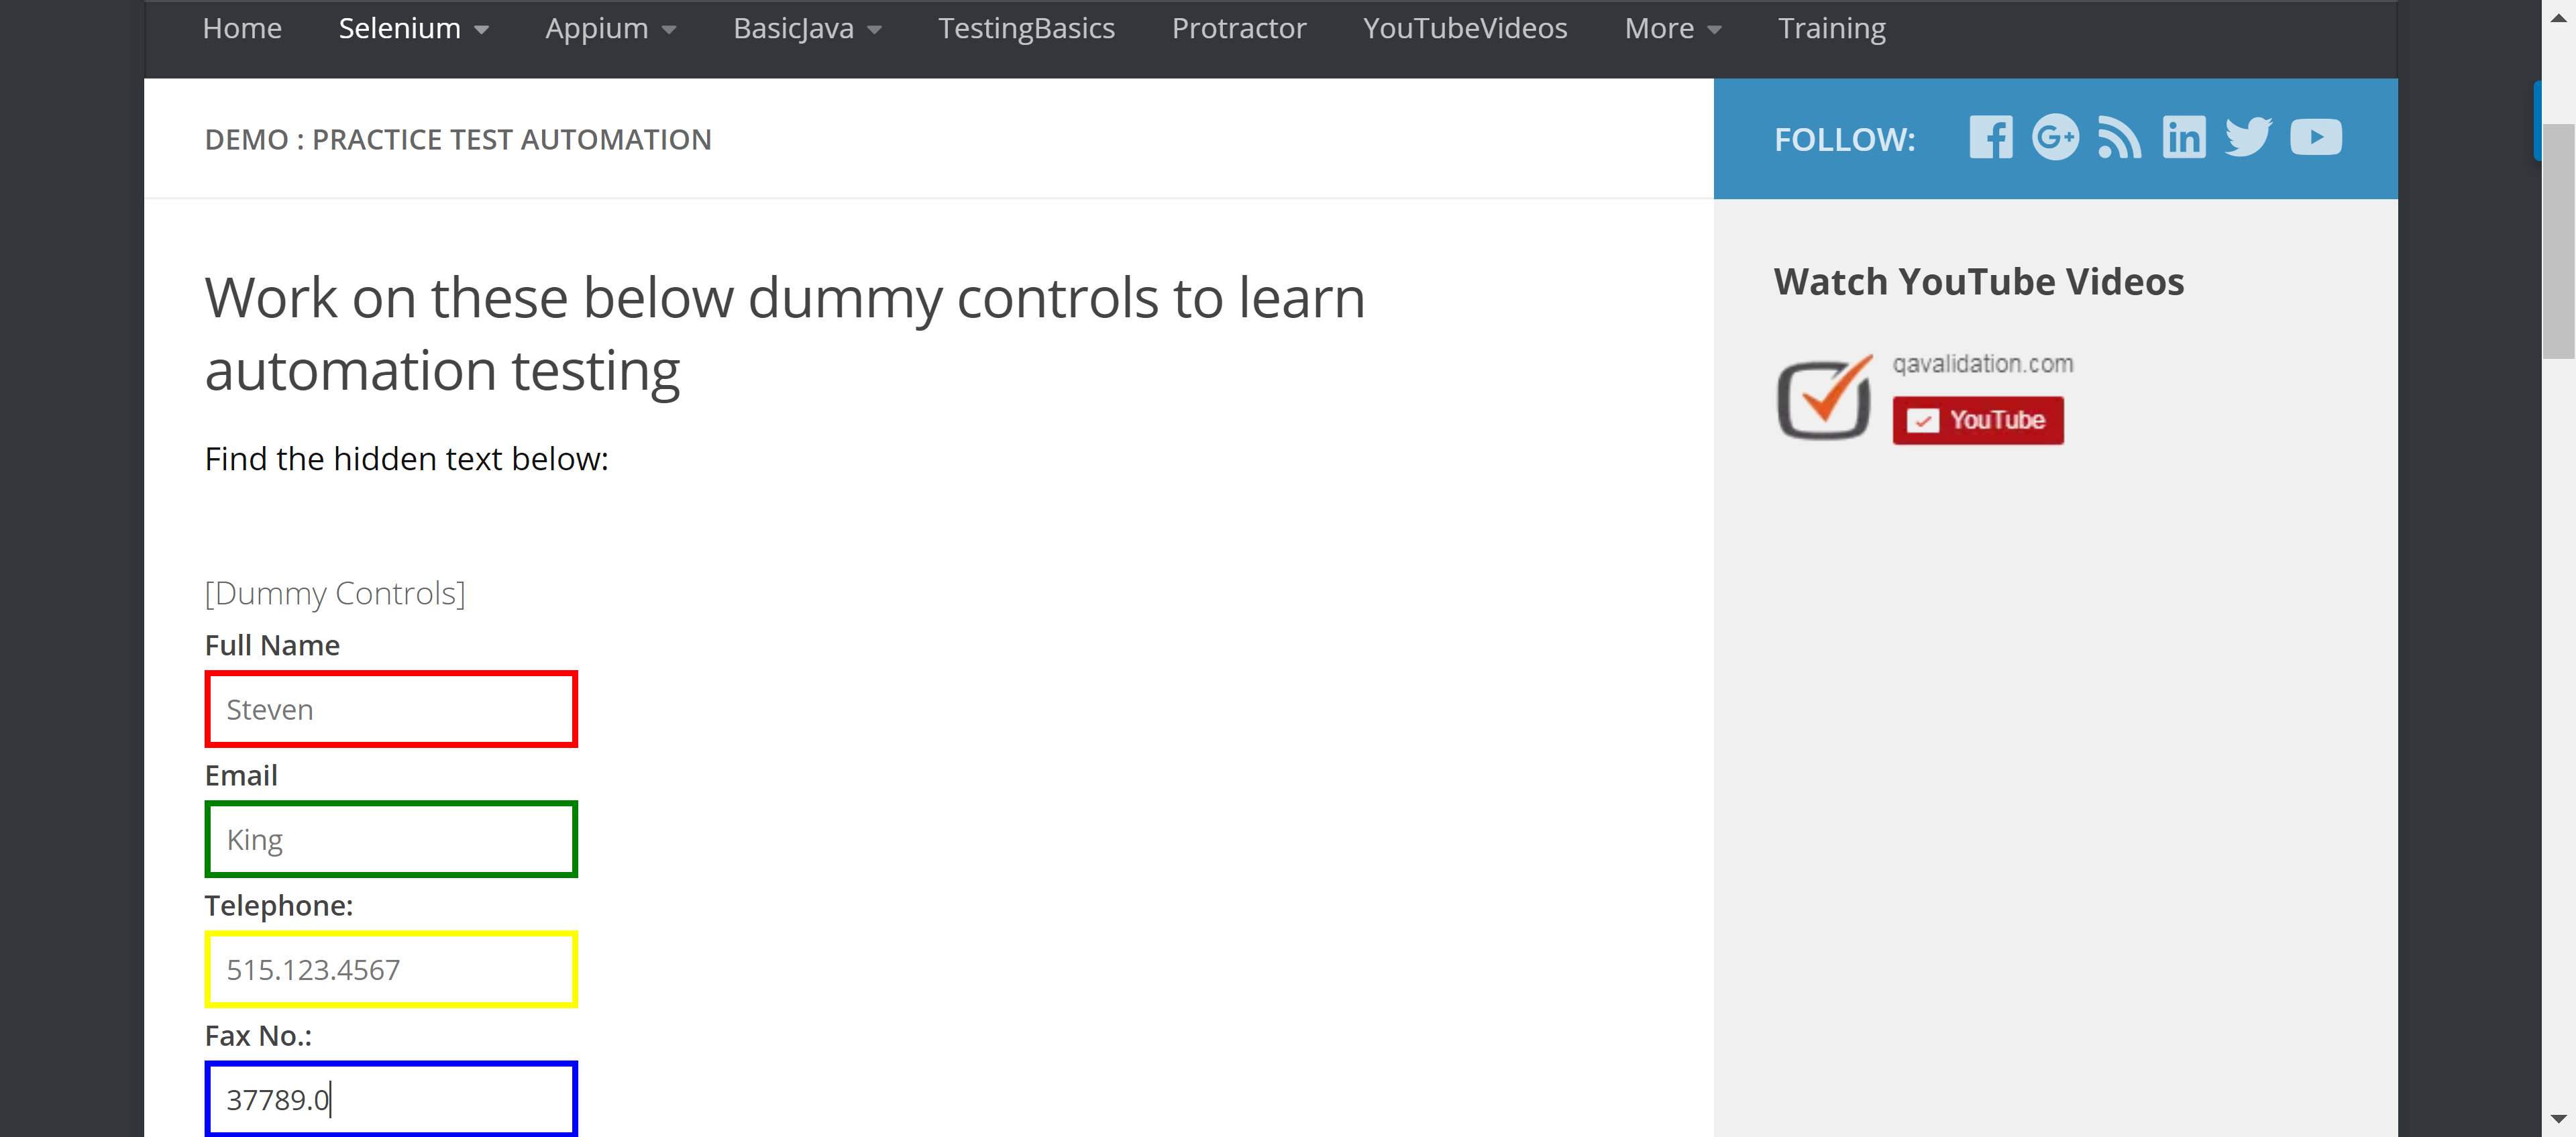 Home Selenium Appium BasicJava TestingBasics Protractor YouTubeVideos More Training
DEMO : PRACTICE TEST AUTOMATION
FOLLOW:
Work on these below dummy controls to learn
automation testing
Find the hidden text below:
[Dummy Controls]
Full Name
Steven
Email
King
Telephone:
515.123.4567
Fax No.:
37789.0
Watch YouTube Videos
qavalidation.com
YouTube